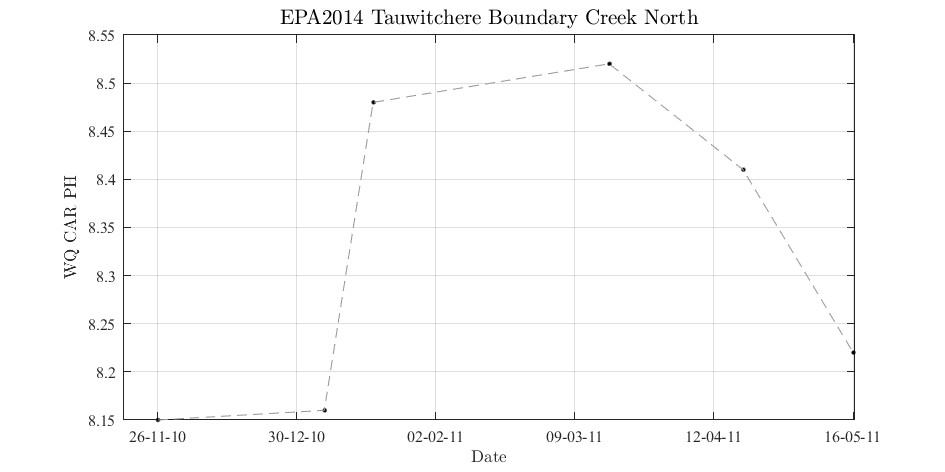 EPA2014 Tauwitchere Boundary Creek North
8.55
8.5
8.45
8.4
8.35
8.3
8.25
8.2
8.15
WQ CAR PH
26-11-10 30-12-10 02-02-11 09-03-11 12-04-11 16-05-11
Date